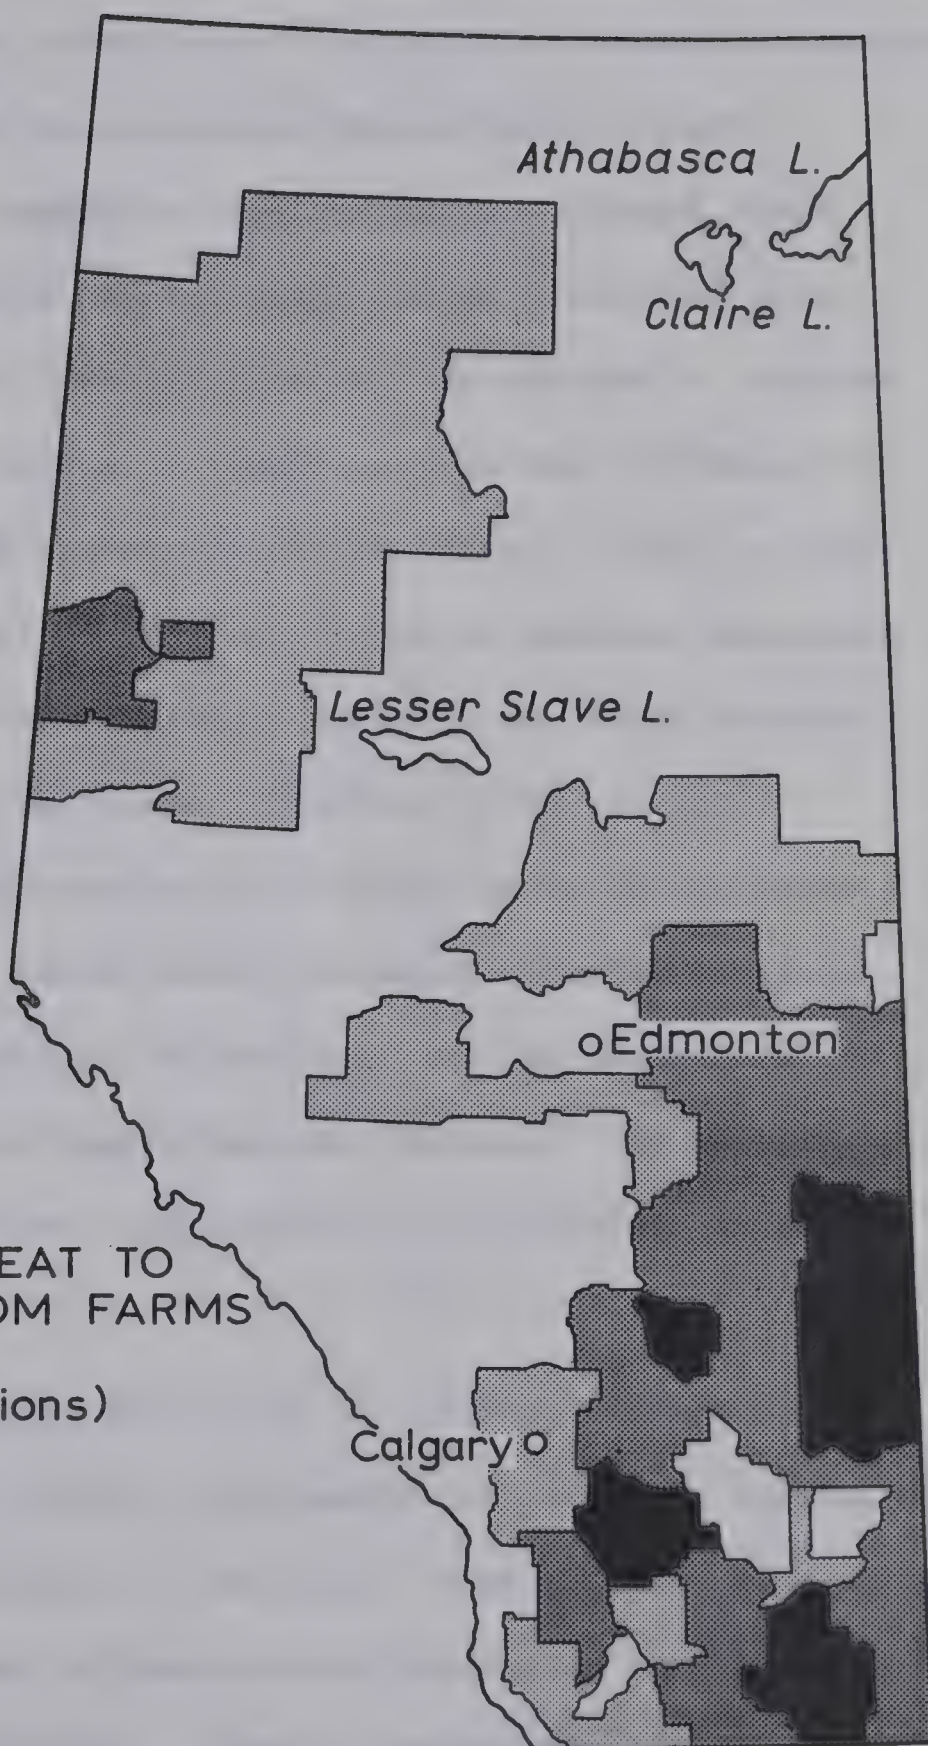 Athabasca L.
Claire L.
Lesser Slave L.
Edmonton
EAT TO
OM FARMS
ions)
Calgary